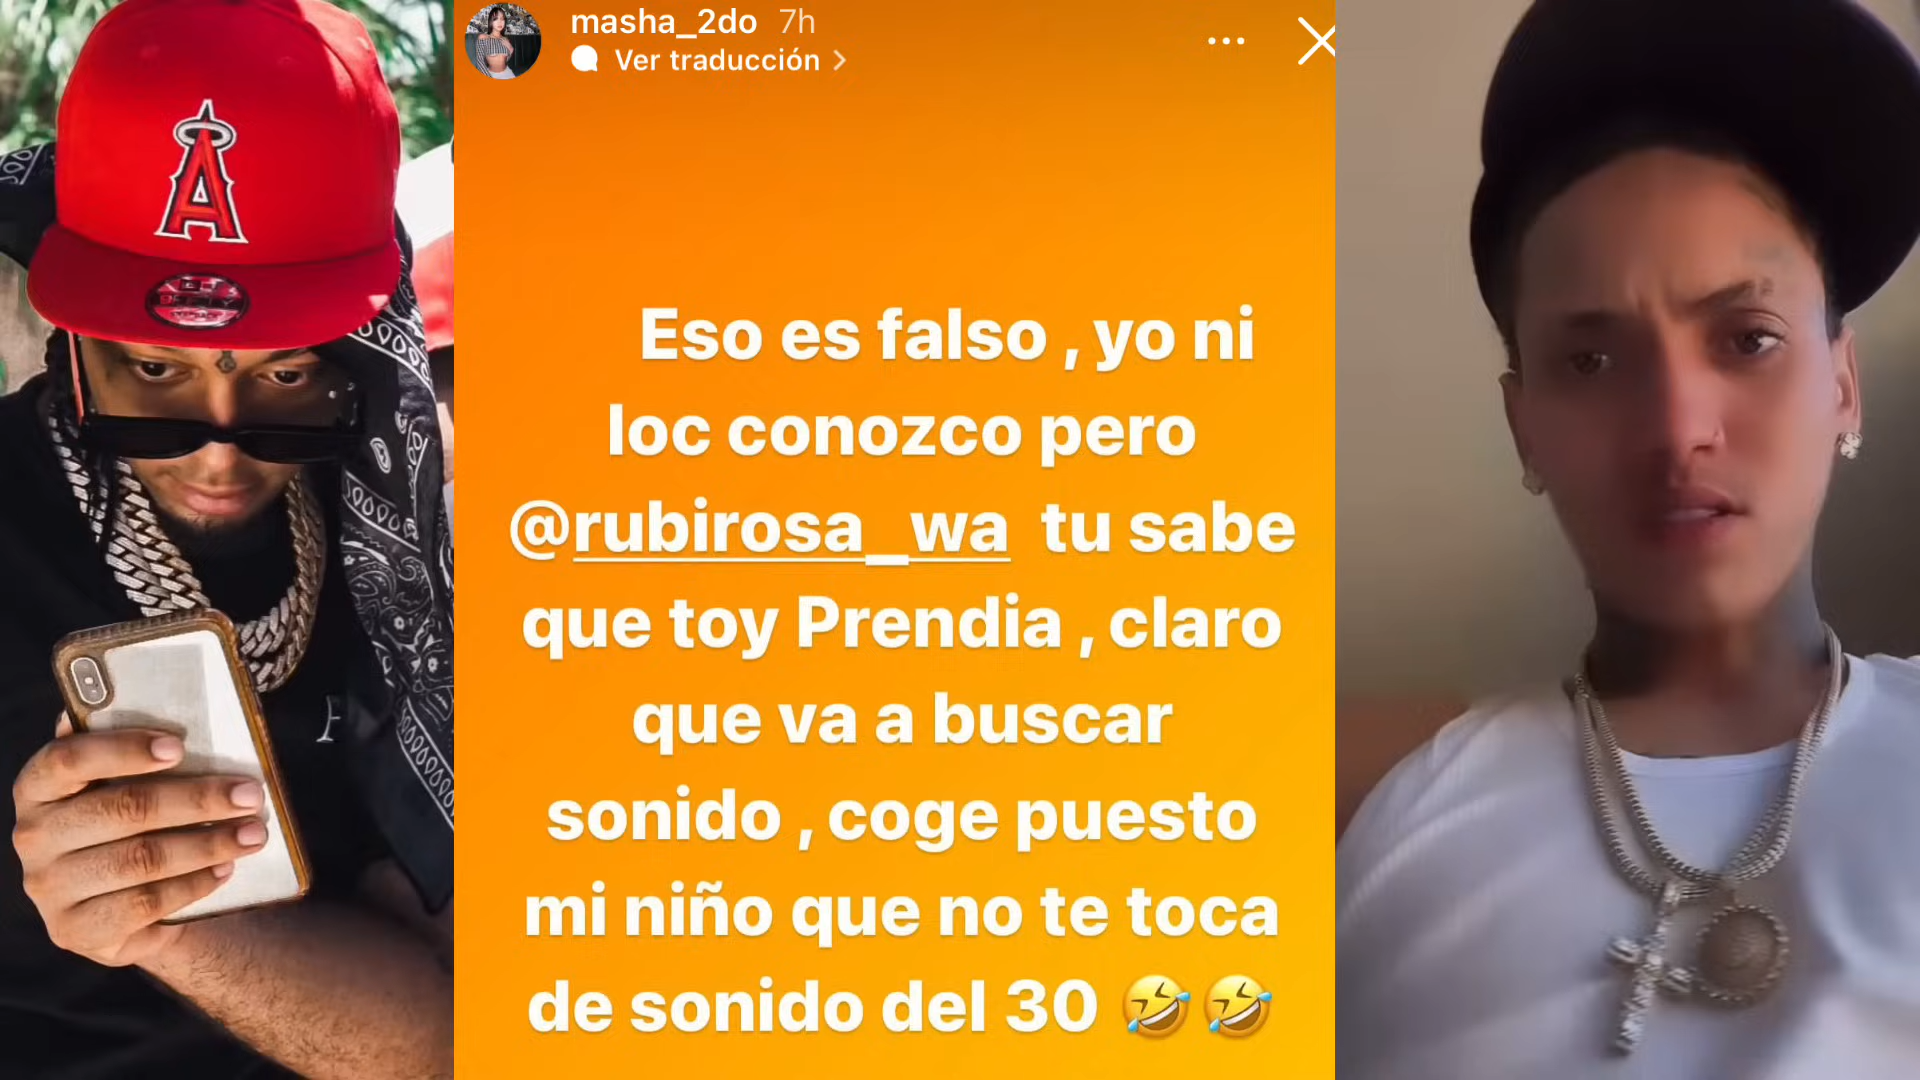 masha_2do 7h
Ver traducción >
Eso es falso , yo ni
loc conozco pero
@rubirosa_wa tu sabe
que toy Prendia , claro
que va a buscar
sonido , coge puesto
mi niño que no te toca
de sonido del 30 🤣🤣
A